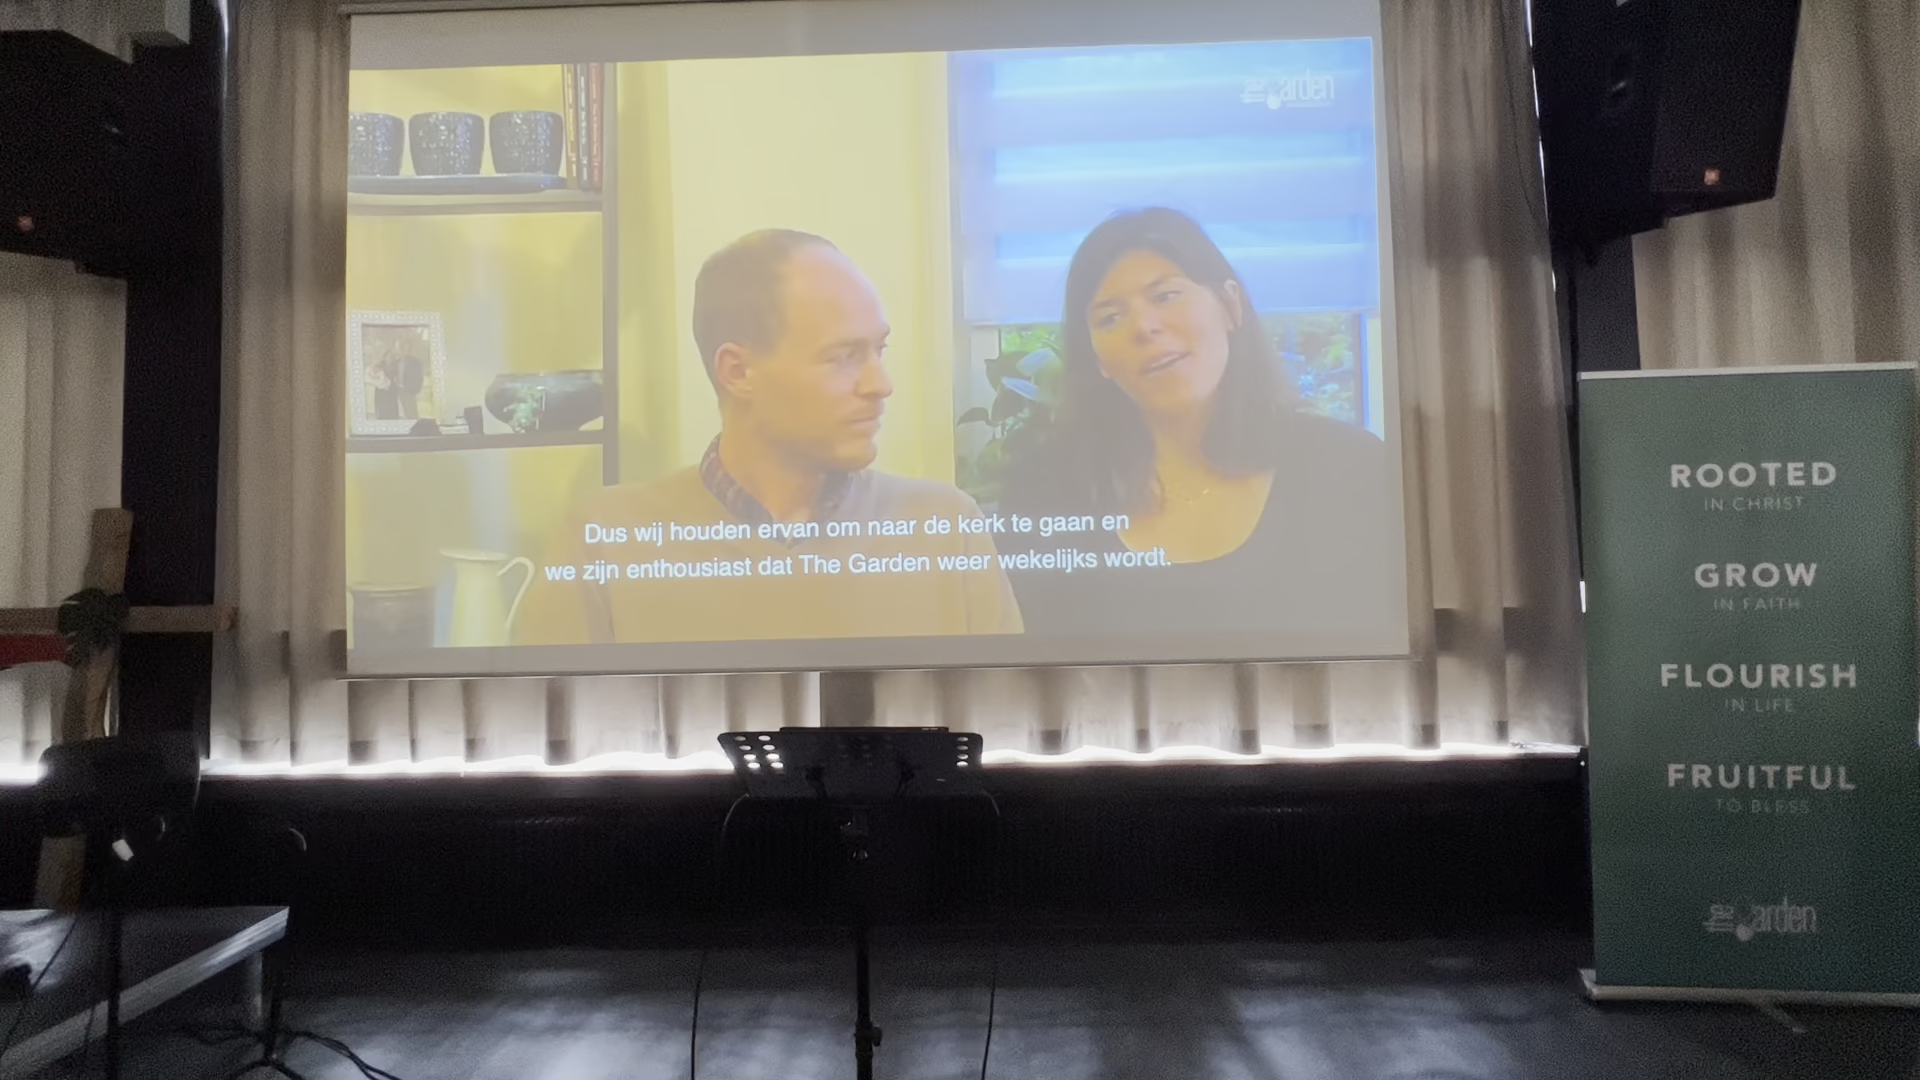 the Garden
Dus wij houden ervan om naar de kerk te gaan en
we zijn enthousiast dat The Garden weer wekelijks wordt.
ROOTED
IN CHRIST
GROW
IN FAITH
FLOURISH
IN LIFE
FRUITFUL
TO BLESS
the Garden